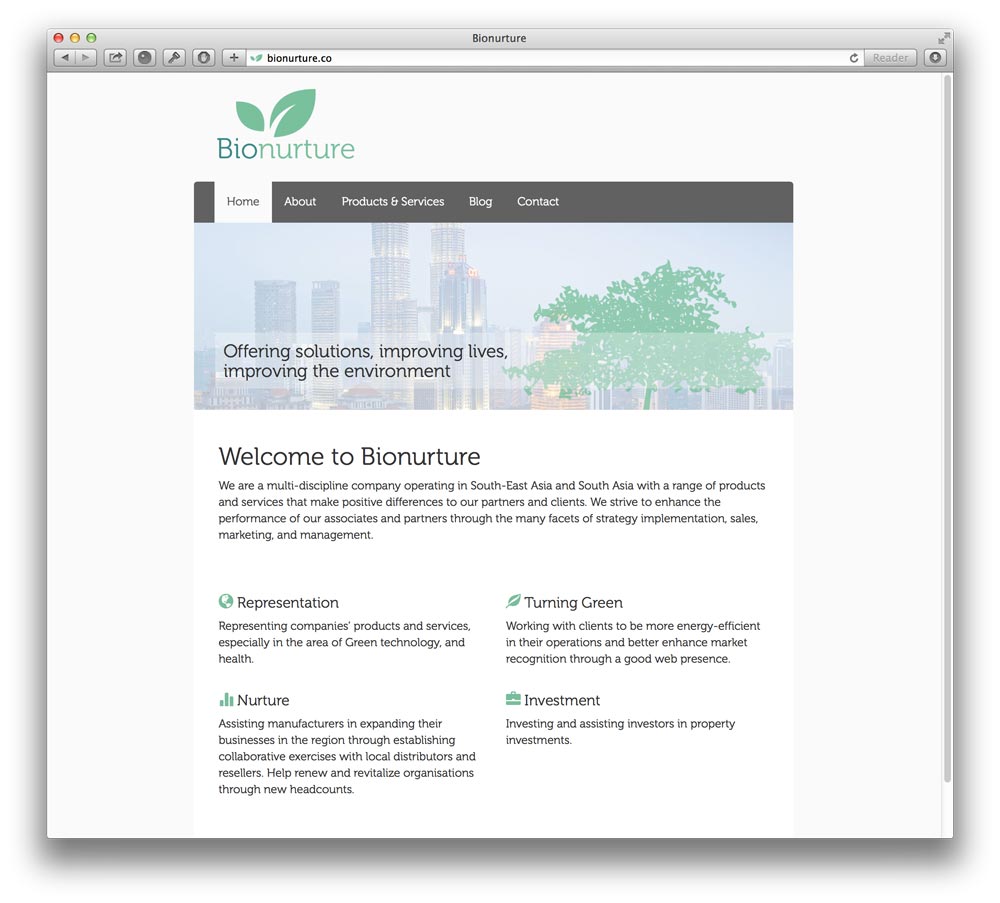 Bionurture
bionurture.co
Reader
Bionurture
Home About Products & Services Blog Contact
Offering solutions, improving lives,
improving the environment
Welcome to Bionurture
We are a multi-discipline company operating in South-East Asia and South Asia with a range of products
and services that make positive differences to our partners and clients. We strive to enhance the
performance of our associates and partners through the many facets of strategy implementation, sales,
marketing, and management.
Representation
Representing companies' products and services,
especially in the area of Green technology, and
health.
Turning Green
Working with clients to be more energy-efficient
in their operations and better enhance market
recognition through a good web presence.
Nurture
Assisting manufacturers in expanding their
businesses in the region through establishing
collaborative exercises with local distributors and
resellers. Help renew and revitalize organisations
through new headcounts.
Investment
Investing and assisting investors in property
investments.